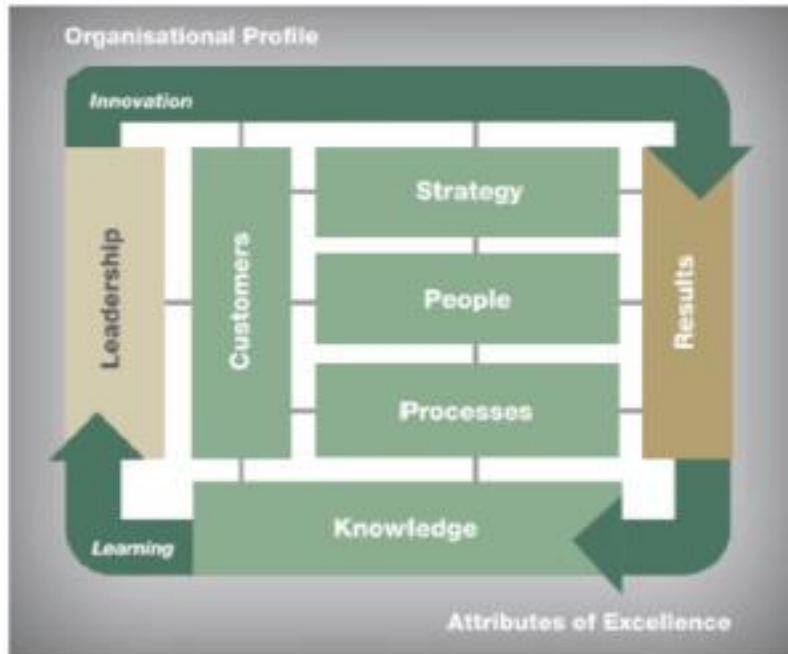 Organisational Profile
Innovation
Leadership
Customers
Strategy
People
Processes
Results
Knowledge
Learning
Attributes of Excellence